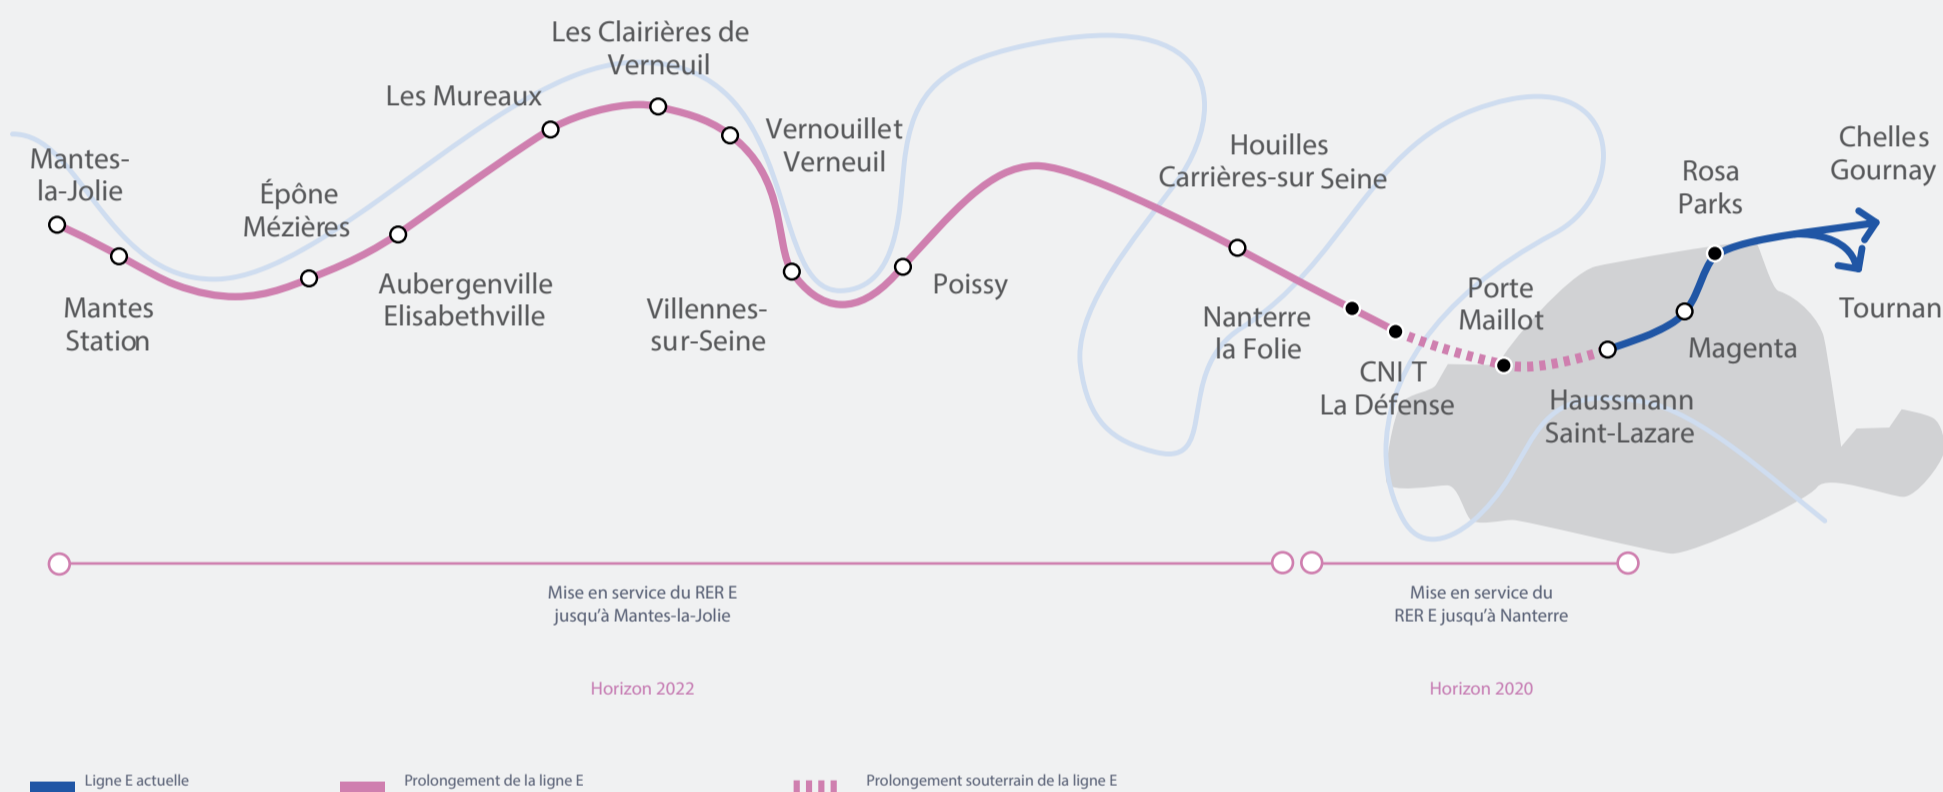 Les Clairières de
Verneuil
Les Mureaux
Mantes-
la-Jolie
Épône
Mézières
Vernouillet
Verneuil
Houilles
Carrières-sur Seine
Chelles
Gournay
Rosa
Parks
Mantes
Station
Aubergenville
Elisabethville
Villennes-
sur-Seine
Poissy
Nanterre
la Folie
Porte
Maillot
Tournan
Magenta
CNI T
La Défense
Haussmann
Saint-Lazare
Mise en service du RER E
jusqu'à Mantes-la-Jolie
Mise en service du
RER E jusqu'à Nanterre
Horizon 2022
Horizon 2020
Ligne E actuelle
Prolongement de la ligne E
Prolongement souterrain de la ligne E